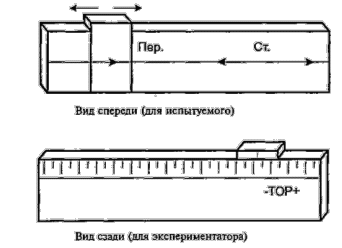 Пер. Ст.
Вид спереди (для испытуемого)
-ТОР+
Вид сзади (для экспериментатора)